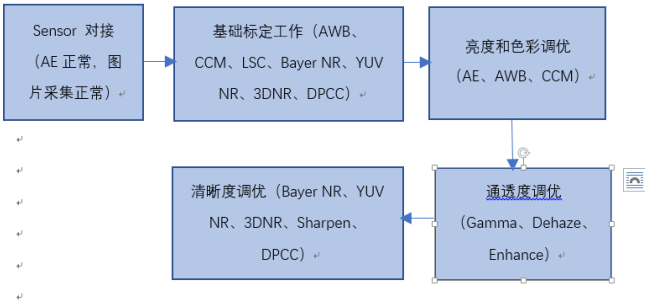 Sensor 对接
（AE 正常，图
片采集正常）
基础标定工作（AWB、
CCM、LSC、Bayer NR、YUV
NR、3DNR、DPCC）
亮度和色彩调优
（AE、AWB、CCM）
通透度调优
（Gamma、Dehaze、
Enhance）
清晰度调优（Bayer NR、YUV
NR、3DNR、Sharpen、
DPCC）